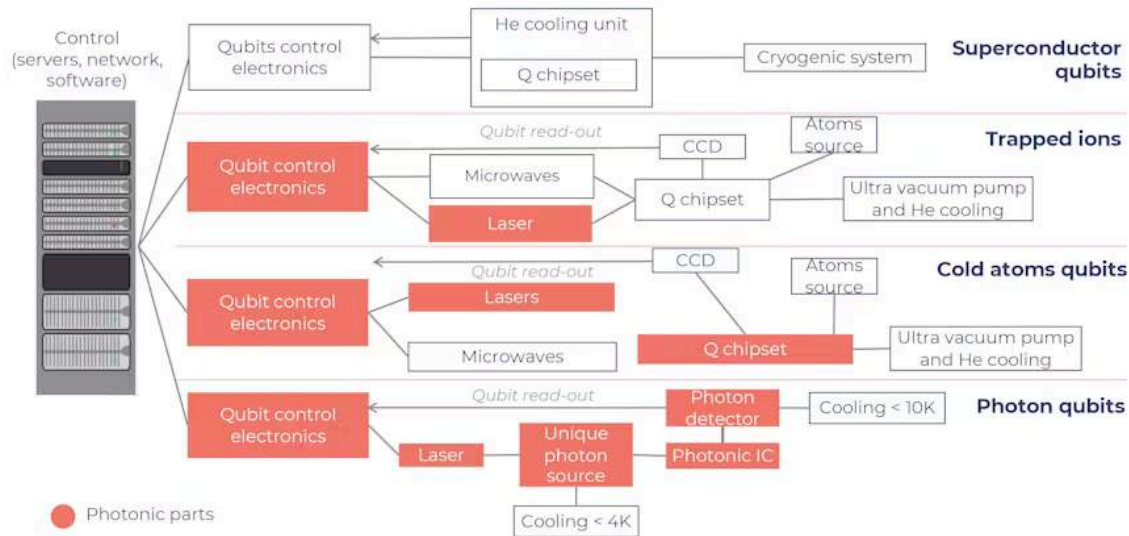 Control
(servers, network,
software)
Qubits control
electronics
He cooling unit
Q chipset
Cryogenic system
Superconductor
qubits
Qubit read-out
Qubit control
electronics
Microwaves
Laser
CCD
Q chipset
Atoms
source
Ultra vacuum pump
and He cooling
Trapped ions
Qubit read-out
Qubit control
electronics
Lasers
Microwaves
CCD
Q chipset
Atoms
source
Ultra vacuum pump
and He cooling
Cold atoms qubits
Qubit read-out
Qubit control
electronics
Laser
Unique
photon
source
Cooling < 4K
Photon
detector
Photonic IC
Cooling < 10K
Photon qubits
Photonic parts